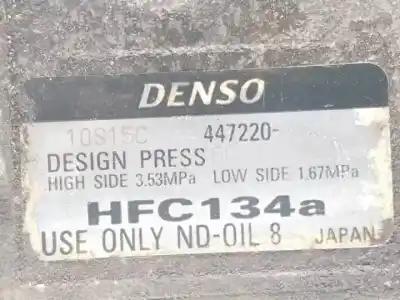 DENSO
10S15C 447220-
DESIGN PRESS
HIGH SIDE 3.53MPa LOW SIDE 1.67MPa
HFC134a
USE ONLY ND-OIL 8 JAPAN